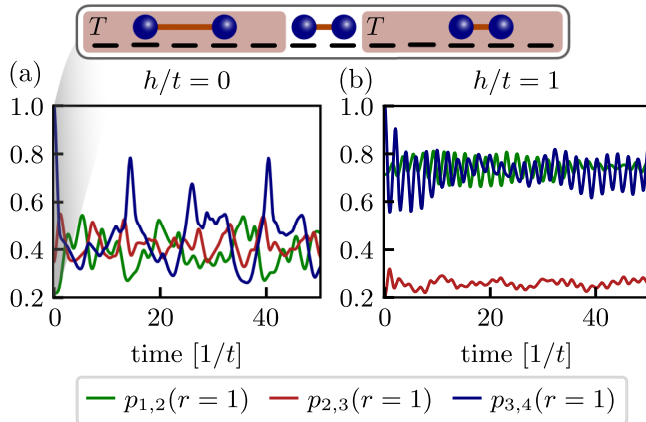 T T
(a) h/t = 0 (b) h/t = 1
1.0 1.0
0.8 0.8
0.6 0.6
0.4 0.4
0.2 0.2
0 20 40 0 20 40
time [1/t] time [1/t]
p1,2(r = 1) p2,3(r = 1) p3,4(r = 1)